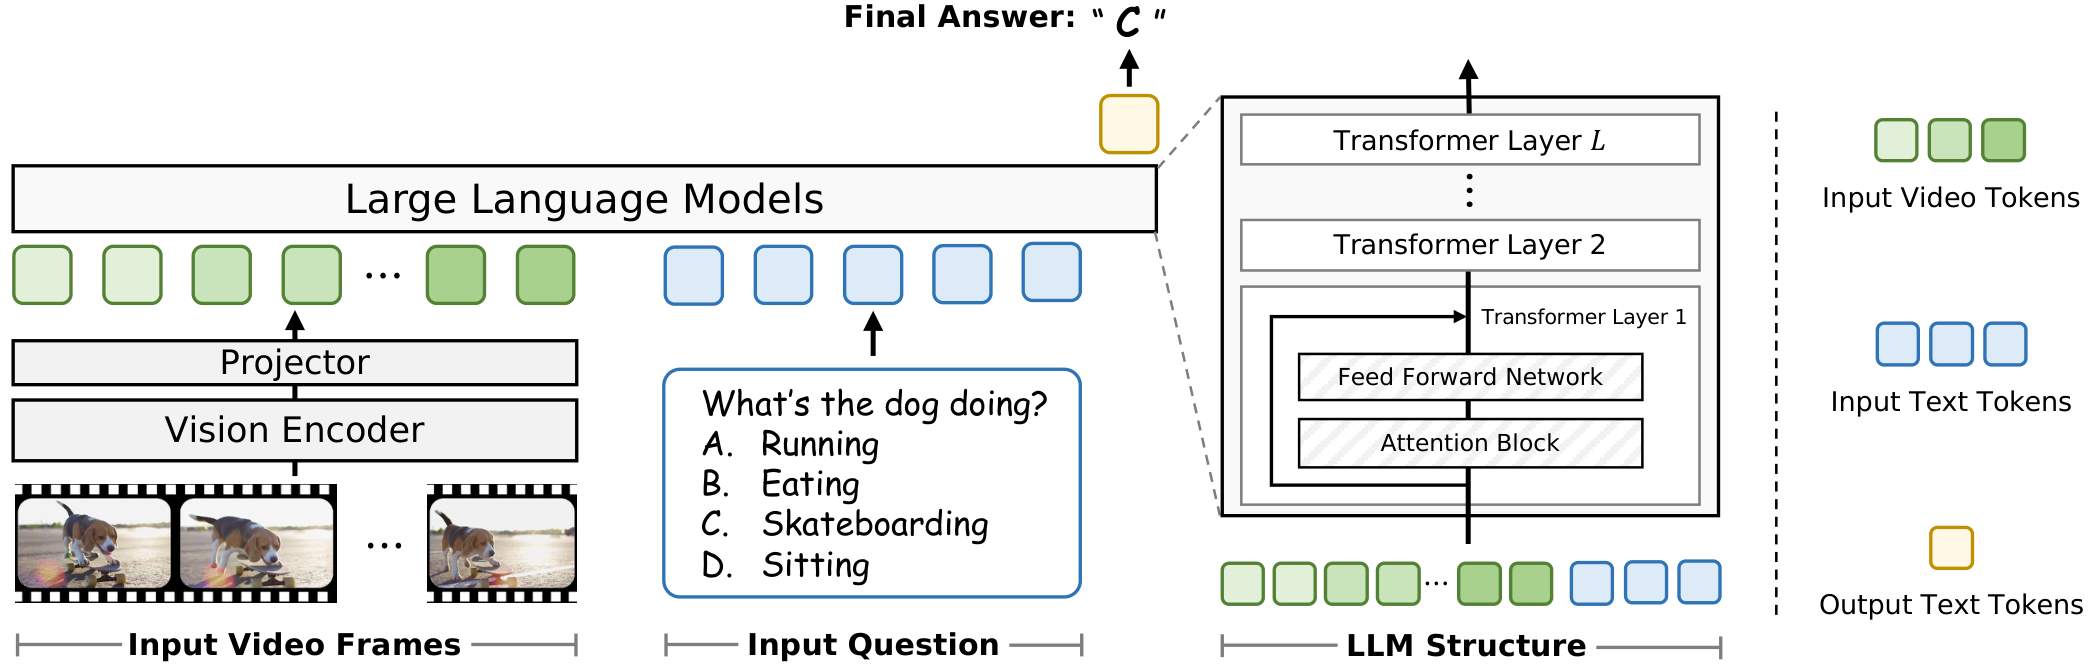 Final Answer: “ C ”
Large Language Models
...
Projector
Vision Encoder
...
Input Video Frames
What’s the dog doing?
A. Running
B. Eating
C. Skateboarding
D. Sitting
Input Question
Transformer Layer L
⋮
Transformer Layer 2
Transformer Layer 1
Feed Forward Network
Attention Block
...
LLM Structure
Input Video Tokens
Input Text Tokens
Output Text Tokens